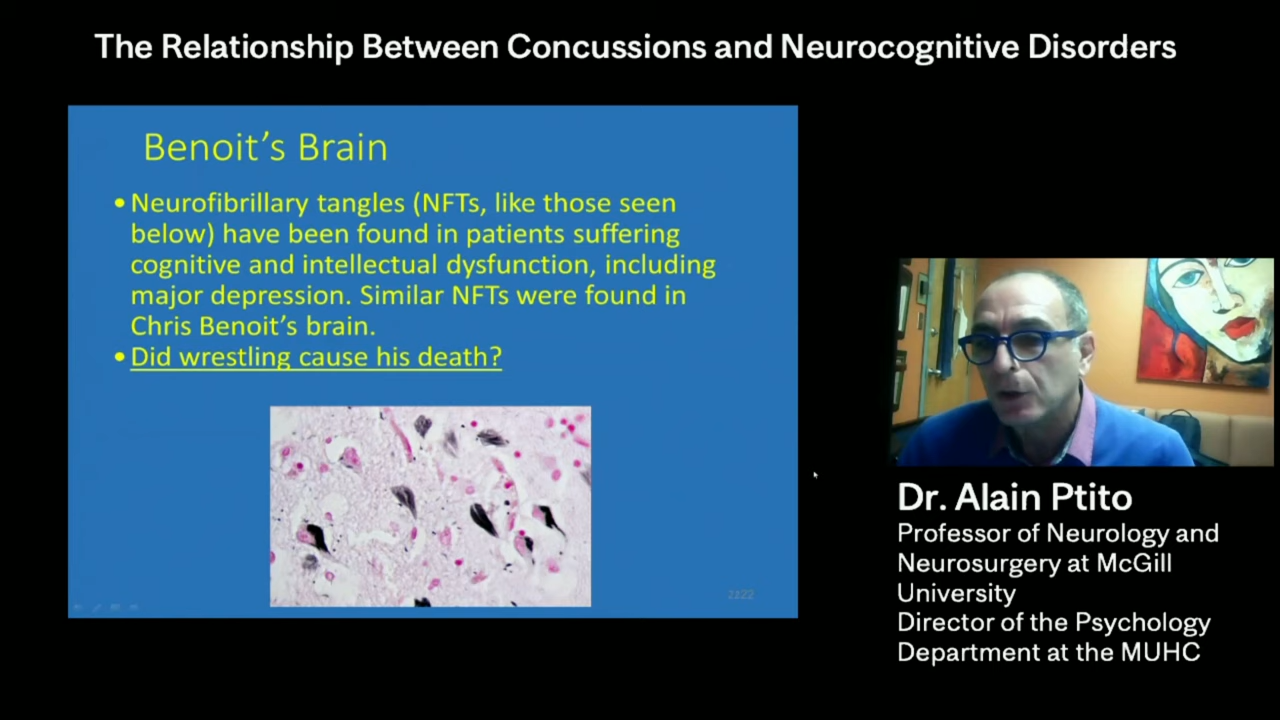 The Relationship Between Concussions and Neurocognitive Disorders
Benoit's Brain
• Neurofibrillary tangles (NFTs, like those seen
below) have been found in patients suffering
cognitive and intellectual dysfunction, including
major depression. Similar NFTs were found in
Chris Benoit's brain.
• Did wrestling cause his death?
Dr. Alain Ptito
Professor of Neurology and
Neurosurgery at McGill
University
Director of the Psychology
Department at the MUHC